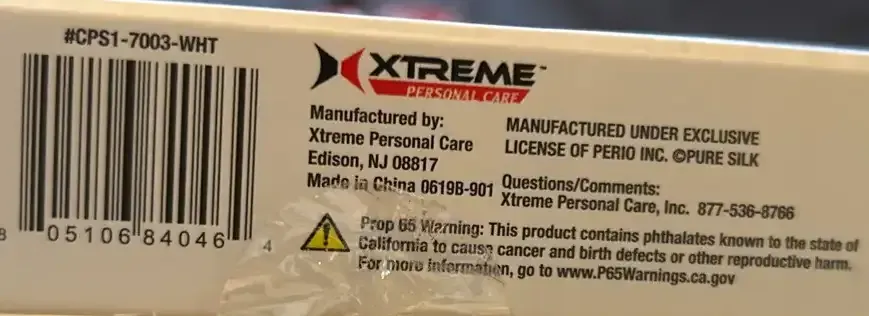 #CPS1-7003-WHT
8 05106 84046 4
XTREME™
PERSONAL CARE
Manufactured by:
Xtreme Personal Care
Edison, NJ 08817
Made in China 0619B-901
MANUFACTURED UNDER EXCLUSIVE
LICENSE OF PERIO INC. ©PURE SILK
Questions/Comments:
Xtreme Personal Care, Inc. 877-536-8766
Prop 65 Warning: This product contains phthalates known to the state of
California to cause cancer and birth defects or other reproductive harm.
For more information, go to www.P65Warnings.ca.gov